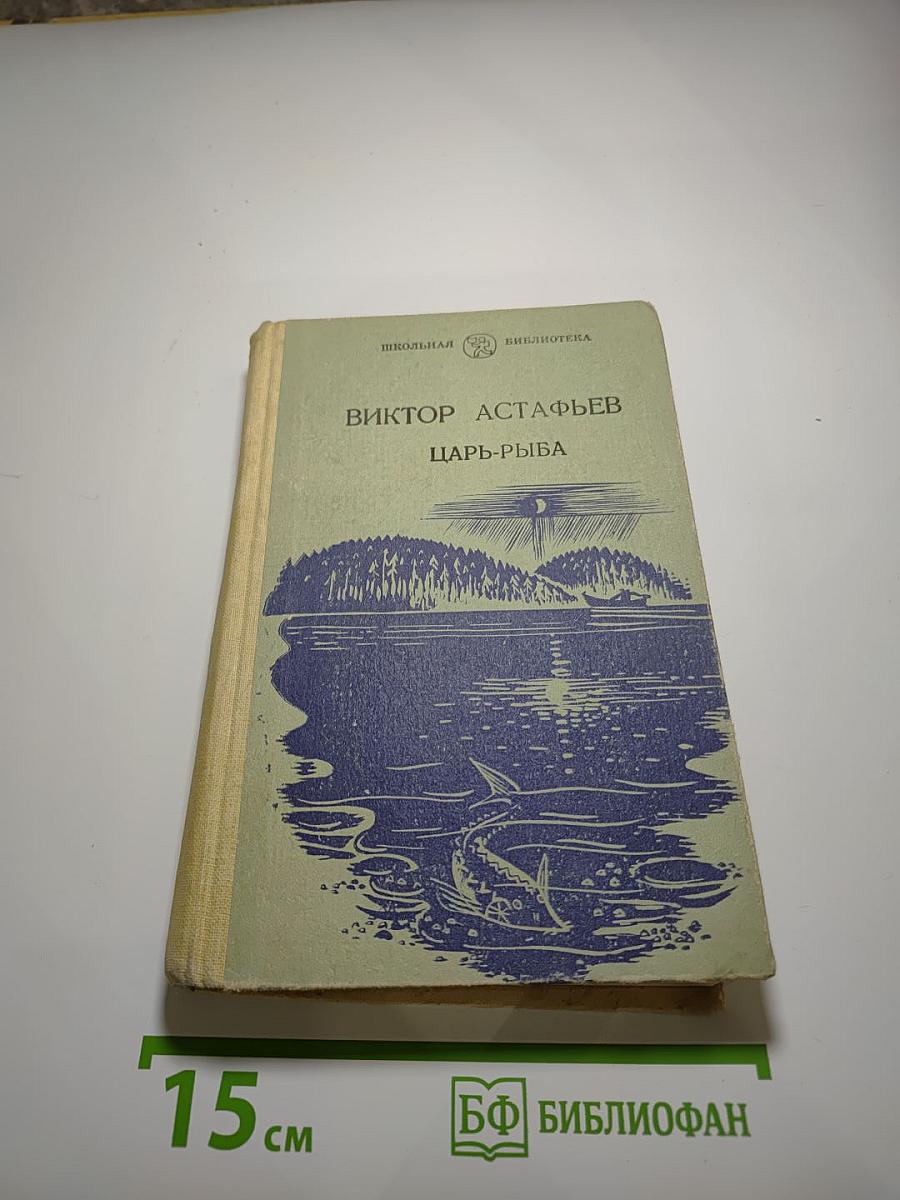 ШКОЛЬНАЯ БИБЛИОТЕКА
ВИКТОР АСТАФЬЕВ
ЦАРЬ-РЫБА
15 см
БФ БИБЛИОФАН